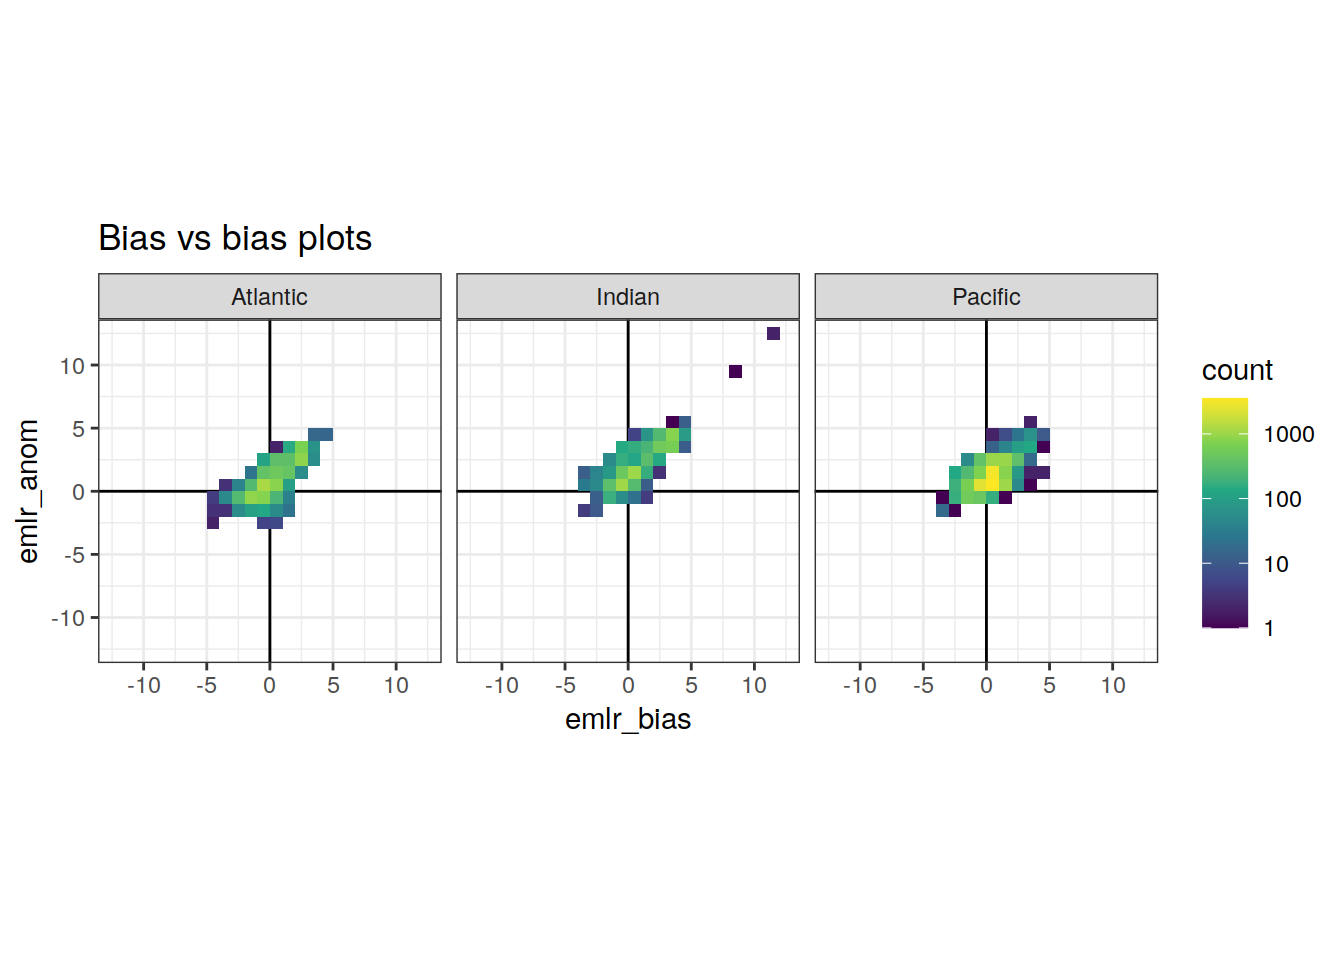 Bias vs bias plots
Atlantic Indian Pacific
10
5
0
-5
-10
emlr_anom
-10 -5 0 5 10 -10 -5 0 5 10 -10 -5 0 5 10
emlr_bias
count
1000
100
10
1